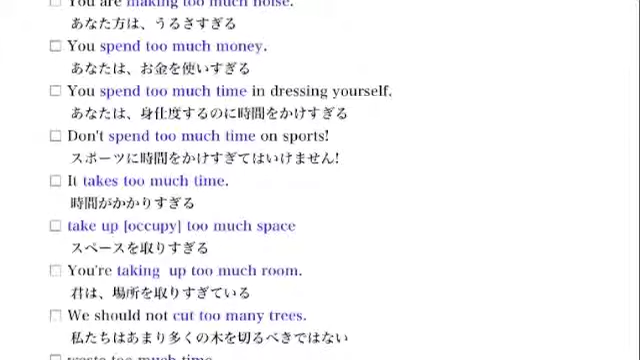 You are making too much noise.
あなた方は、うるさすぎる
You spend too much money.
あなたは、お金を使いすぎる
You spend too much time in dressing yourself.
あなたは、身仕度するのに時間をかけすぎる
Don't spend too much time on sports!
スポーツに時間をかけすぎてはいけません!
It takes too much time.
時間がかかりすぎる
take up [occupy] too much space
スペースを取りすぎる
You're taking up too much room.
君は、場所を取りすぎている
We should not cut too many trees.
私たちはあまり多くの木を切るべきではない
waste too much time